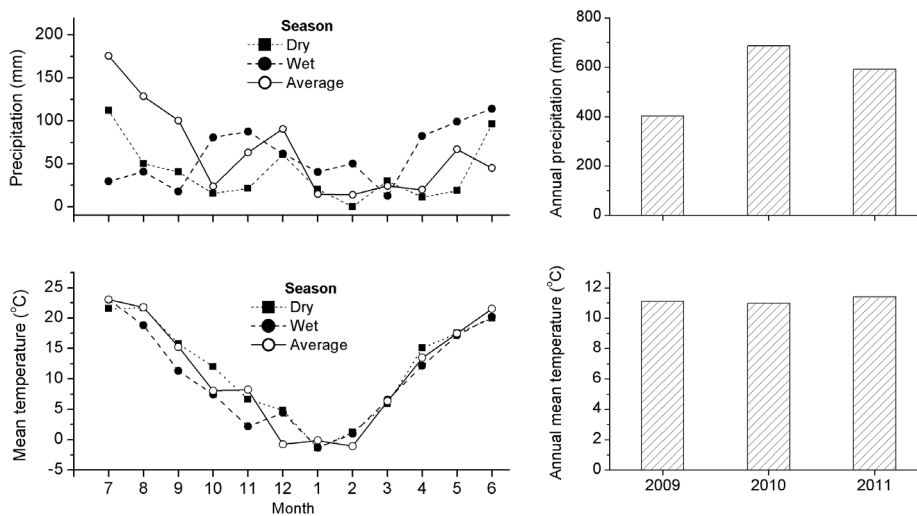 Precipitation (mm)
200
150
100
50
0
Season
Dry
Wet
Average
Annual precipitation (mm)
800
600
400
200
0
Mean temperature (°C)
25
20
15
10
5
0
-5
Season
Dry
Wet
Average
7 8 9 10 11 12 1 2 3 4 5 6
Month
Annual mean temperature (°C)
12
10
8
6
4
2
0
2009 2010 2011